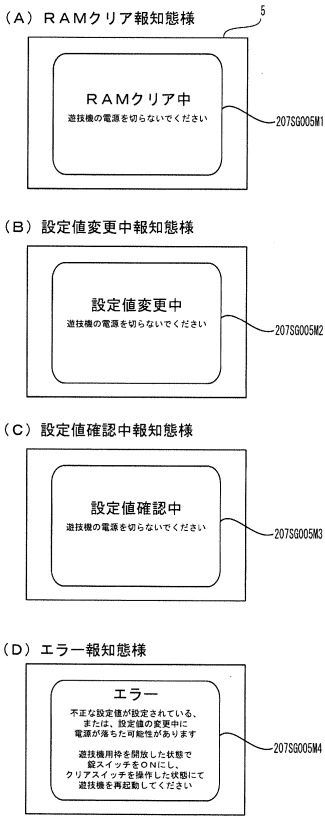 (A) RAMクリア報知態様
5
RAMクリア中
遊技機の電源を切らないでください
207SG005M1
(B) 設定値変更中報知態様
設定値変更中
遊技機の電源を切らないでください
207SG005M2
(C) 設定値確認中報知態様
設定値確認中
遊技機の電源を切らないでください
207SG005M3
(D) エラー報知態様
エラー
不正な設定値が設定されている、
または、設定値の変更中に
電源が落ちた可能性があります
遊技機用枠を開放した状態で
錠スイッチをONにし、
クリアスイッチを操作した状態にて
遊技機を再起動してください
207SG005M4